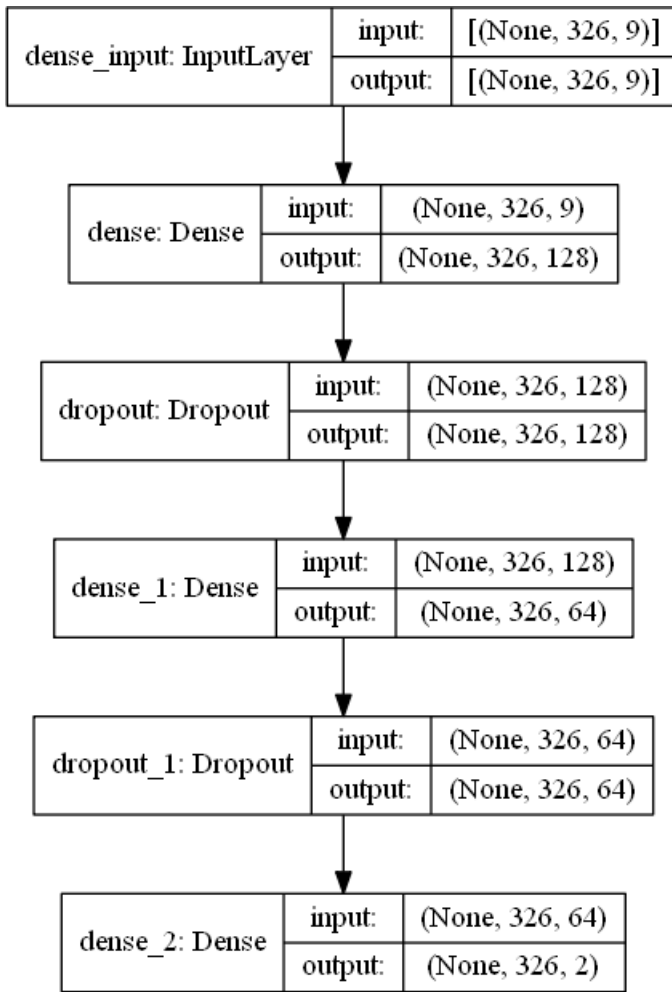 dense_input: InputLayer
input: [(None, 326, 9)]
output: [(None, 326, 9)]
dense: Dense
input: (None, 326, 9)
output: (None, 326, 128)
dropout: Dropout
input: (None, 326, 128)
output: (None, 326, 128)
dense_1: Dense
input: (None, 326, 128)
output: (None, 326, 64)
dropout_1: Dropout
input: (None, 326, 64)
output: (None, 326, 64)
dense_2: Dense
input: (None, 326, 64)
output: (None, 326, 2)